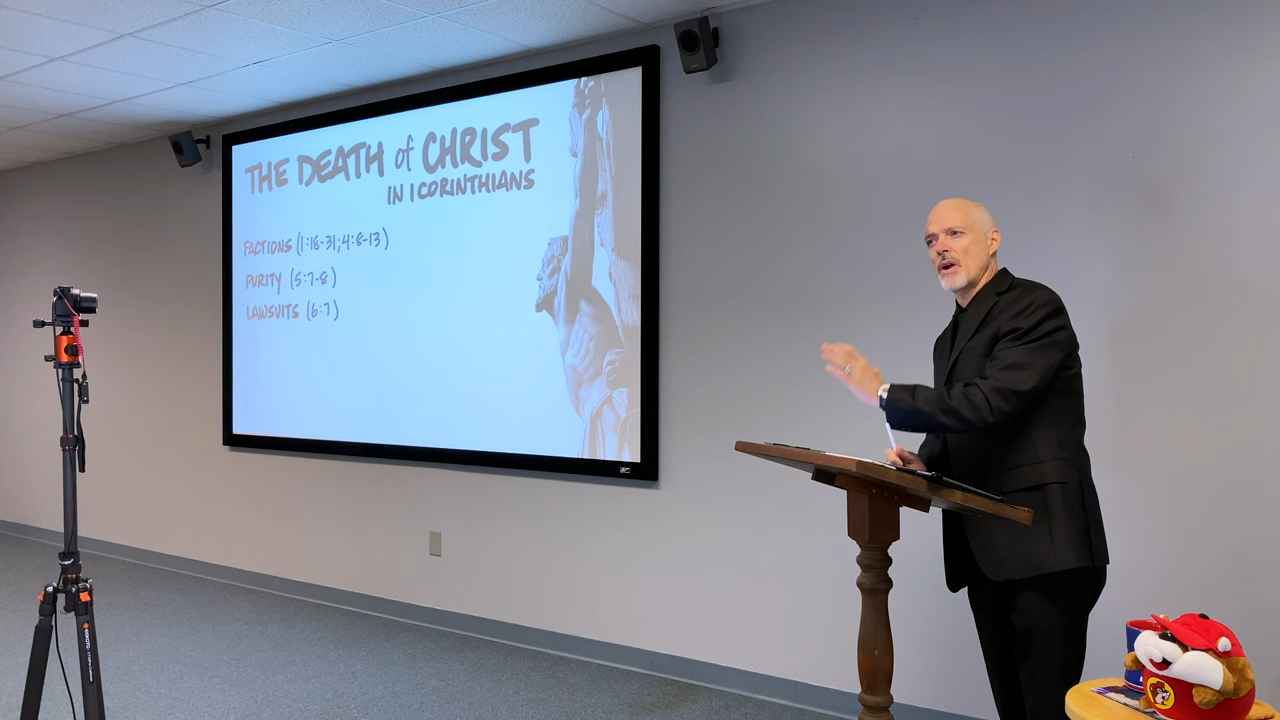 THE DEATH of CHRIST
IN 1 CORINTHIANS
FACTIONS (1:18-31; 4:8-13)
PURITY (5:7-8)
LAWSUITS (6:7)